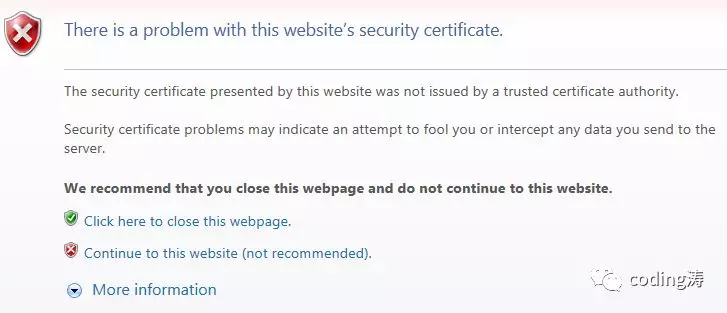 There is a problem with this website's security certificate.
The security certificate presented by this website was not issued by a trusted certificate authority.
Security certificate problems may indicate an attempt to fool you or intercept any data you send to the
server.
We recommend that you close this webpage and do not continue to this website.
Click here to close this webpage.
Continue to this website (not recommended).
More information
coding涛